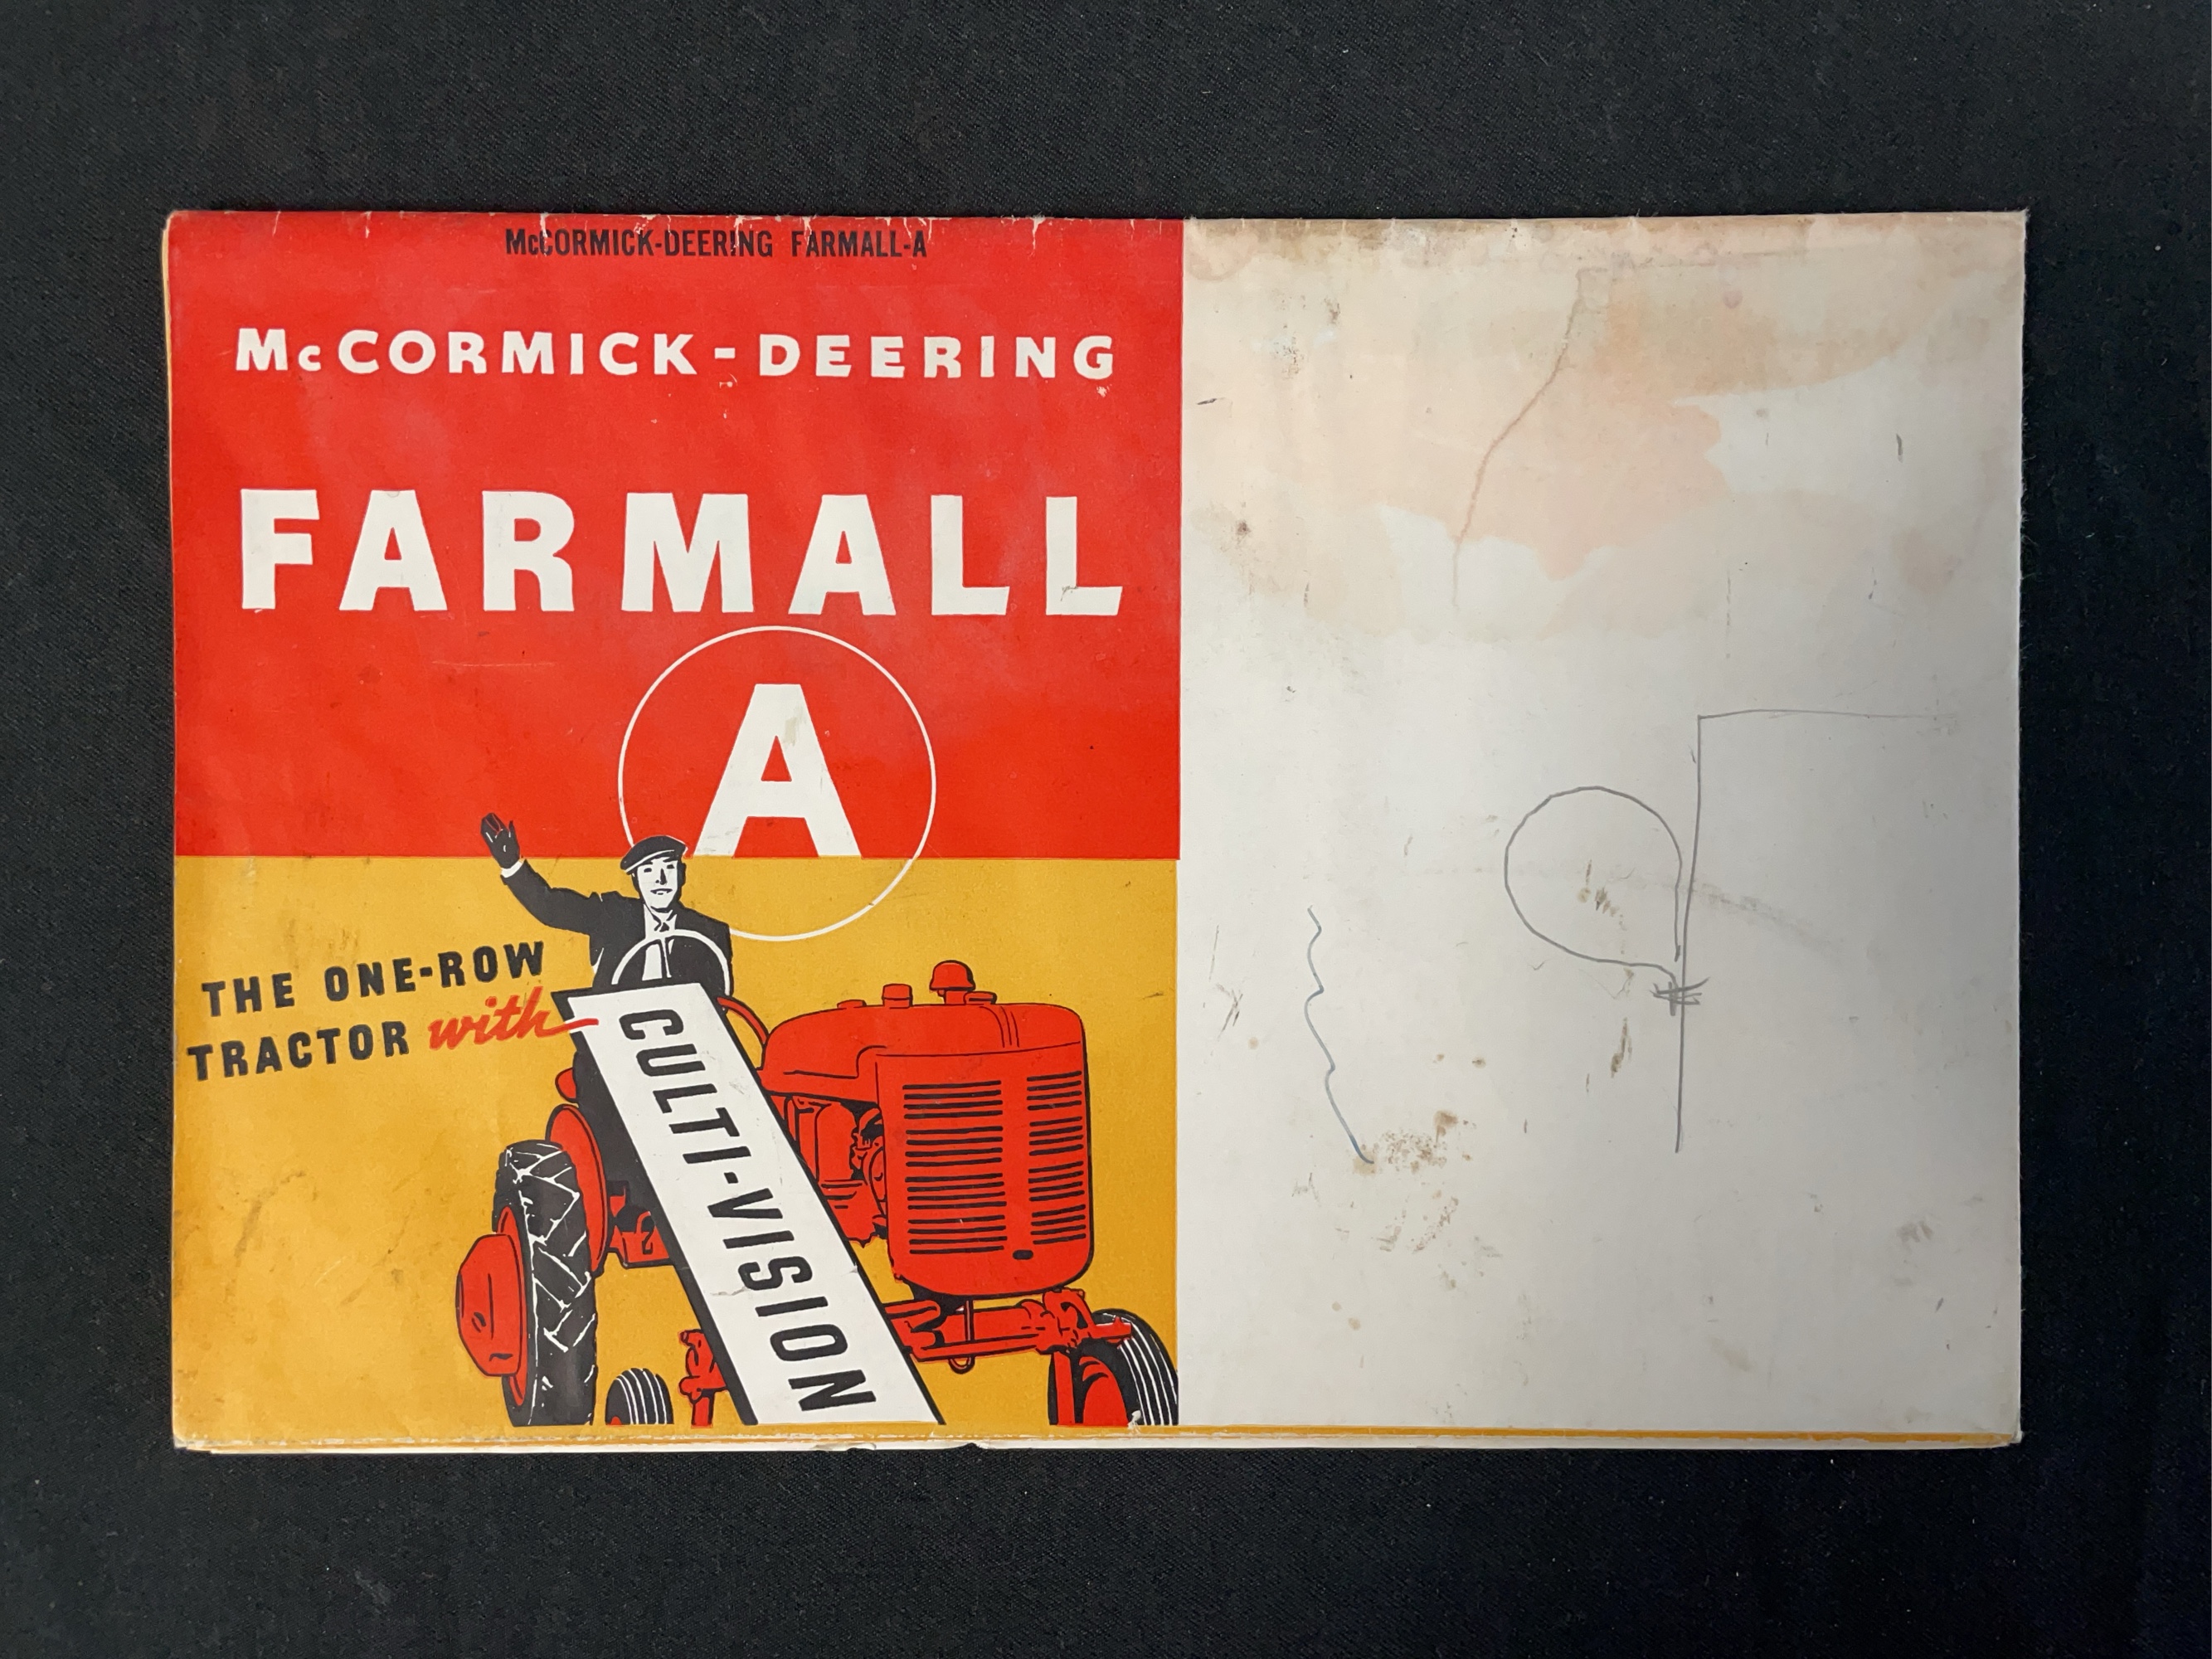 McCORMICK-DEERING FARMALL-A
McCORMICK-DEERING
FARMALL
A
THE ONE-ROW
TRACTOR with
CULTI-VISION